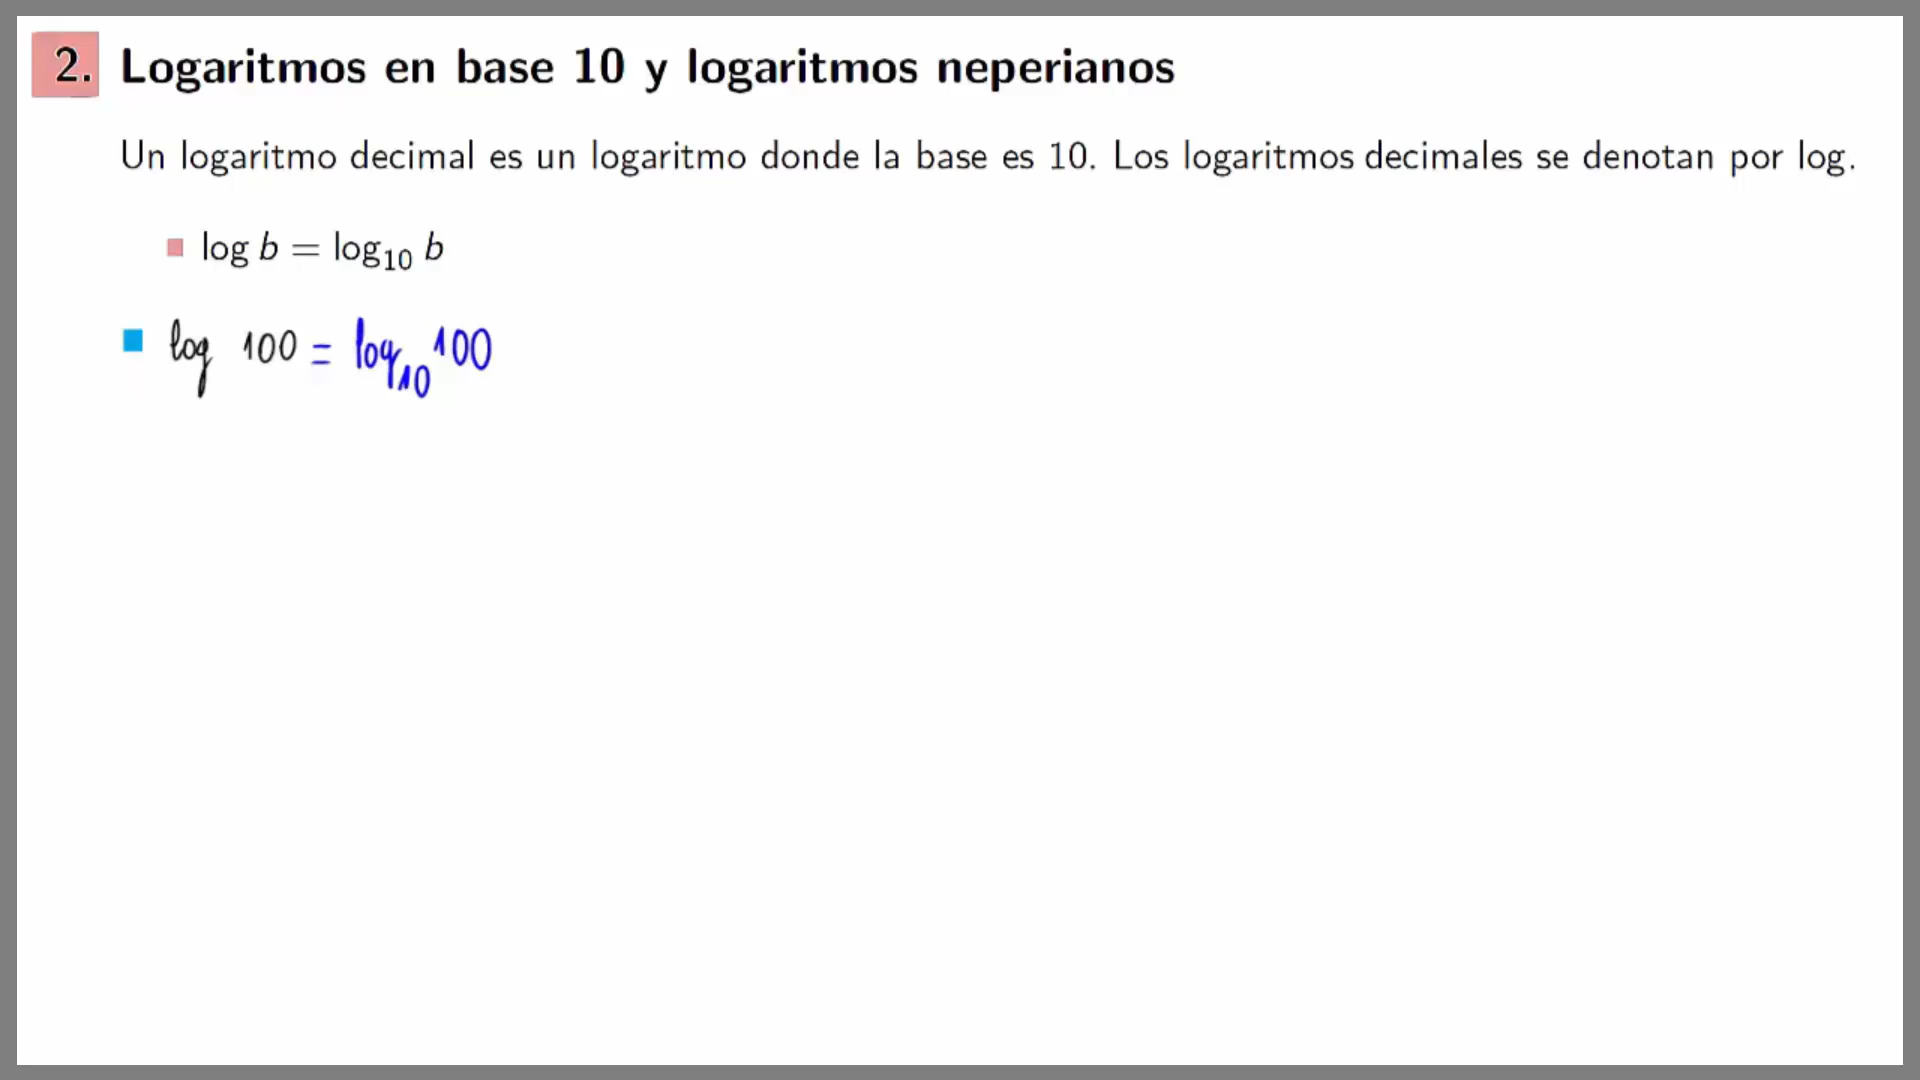 2. Logaritmos en base 10 y logaritmos neperianos
Un logaritmo decimal es un logaritmo donde la base es 10. Los logaritmos decimales se denotan por log.
log b = log₁₀ b
log 100 = log₁₀ 100